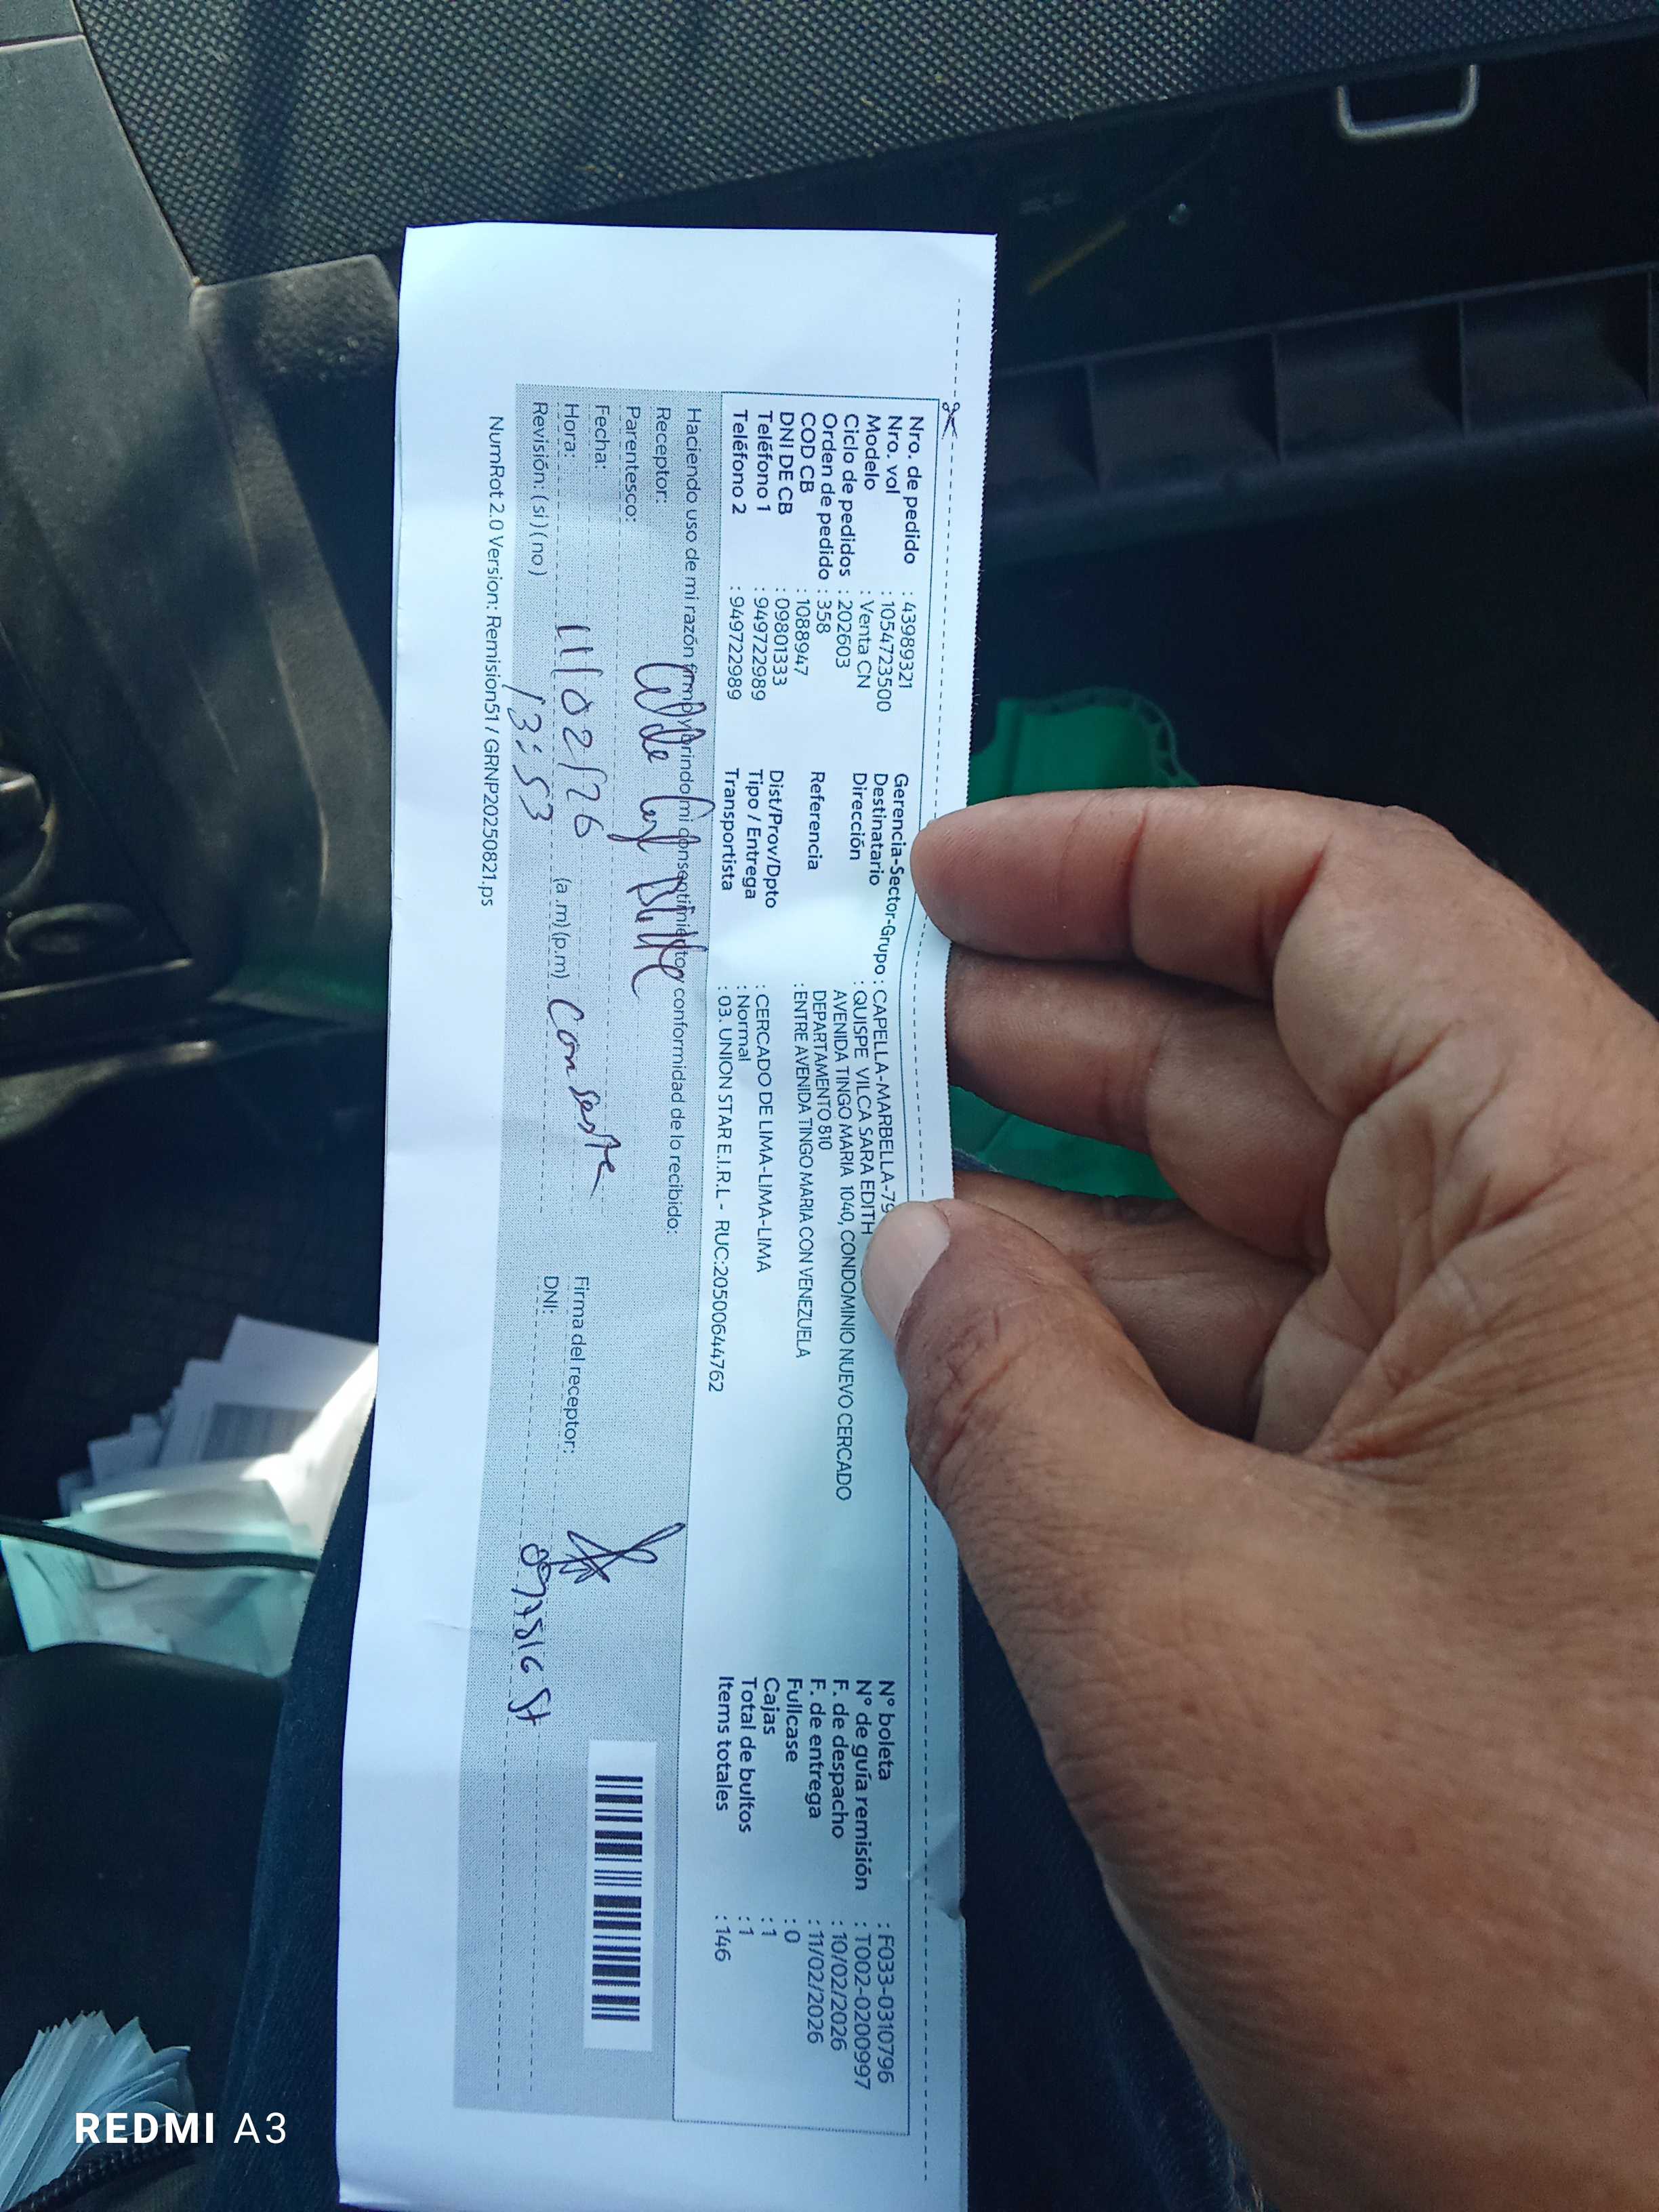 Nro. de pedido : 43989321
Nro. vol : 1054723500
Modelo : Venta CN
Ciclo de pedidos : 202603
Orden de pedido : 358
COD CB : 1088947
DNI DE CB : 09801333
Teléfono 1 : 949722989
Teléfono 2 : 949722989
Gerencia-Sector-Grupo : CAPELLA-MARBELLA-79
Destinatario : QUISPE VILCA SARA EDITH
Dirección AVENIDA TINGO MARIA 1040, CONDOMINIO NUEVO CERCADO
DEPARTAMENTO 810
Referencia : ENTRE AVENIDA TINGO MARIA CON VENEZUELA
Dist/Prov/Dpto : CERCADO DE LIMA-LIMA-LIMA
Tipo / Entrega : Normal
Transportista : 03. UNION STAR E.I.R.L - RUC:20500644762
N° boleta : F033-0310796
N° de guía remisión : T002-0200997
F. de despacho : 10/02/2026
F. de entrega : 11/02/2026
Fullcase : 0
Cajas : 1
Total de bultos : 1
Items totales : 146
Haciendo uso de mi razón firmo y brindo mi consentimiento y conformidad de lo recibido:
Receptor:
Parentesco:
Fecha: 11/02/26
Hora: 13:53 (a.m) (p.m)
Revisión: (si) (no)
Firma del receptor:
DNI:
NumRot 2.0 Version: Remision51 / GRNP20250821.ps
REDMI A3